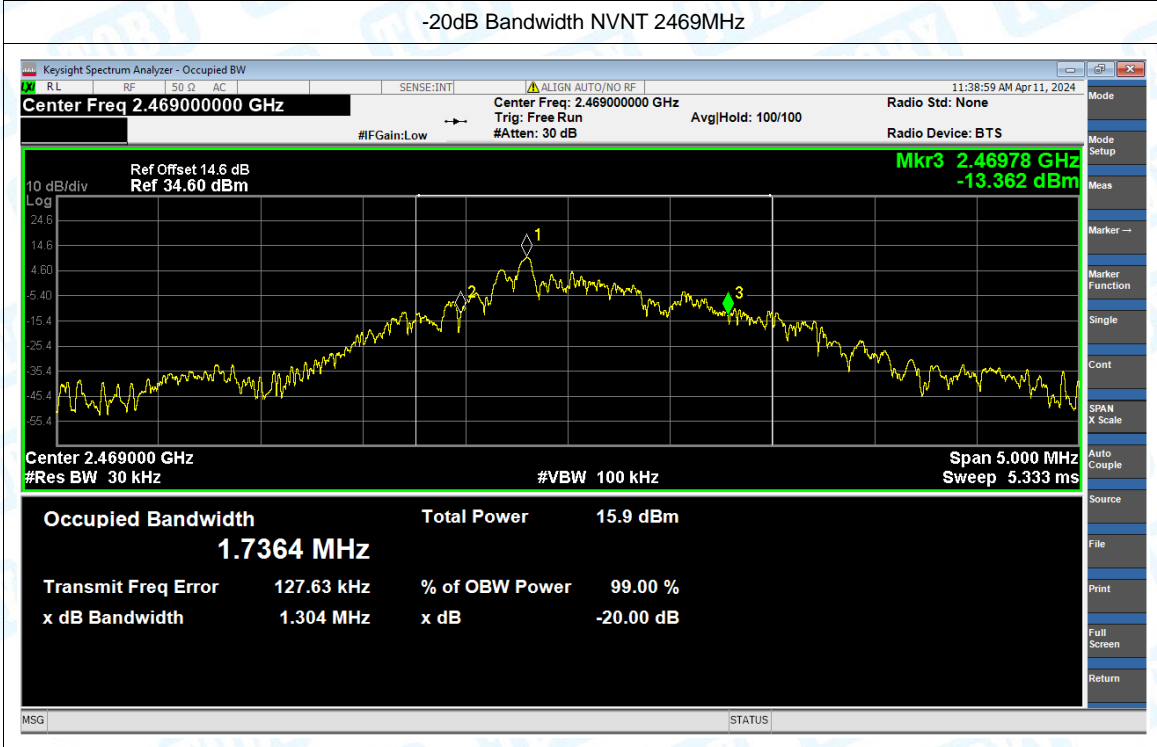 -20dB Bandwidth NVNT 2469MHz
Keysight Spectrum Analyzer - Occupied BW
LXI RL RF 50 Ω AC SENSE:INT ALIGN AUTO/NO RF 11:38:59 AM Apr 11, 2024
Center Freq 2.469000000 GHz
Center Freq: 2.469000000 GHz
Radio Std: None
Trig: Free Run
Avg|Hold: 100/100
#IFGain:Low
#Atten: 30 dB
Radio Device: BTS
Mkr3 2.46978 GHz
-13.362 dBm
Ref Offset 14.6 dB
10 dB/div Ref 34.60 dBm
Log
24.6
14.6
4.60
-5.40
-15.4
-25.4
-35.4
-45.4
-55.4
1
2
3
Center 2.469000 GHz
Span 5.000 MHz
#Res BW 30 kHz
#VBW 100 kHz
Sweep 5.333 ms
Occupied Bandwidth
1.7364 MHz
Total Power 15.9 dBm
Transmit Freq Error 127.63 kHz
% of OBW Power 99.00 %
x dB Bandwidth 1.304 MHz
x dB -20.00 dB
MSG
STATUS
Mode
Mode
Setup
Meas
Marker →
Marker
Function
Single
Cont
SPAN
X Scale
Auto
Couple
Source
File
Print
Full
Screen
Return